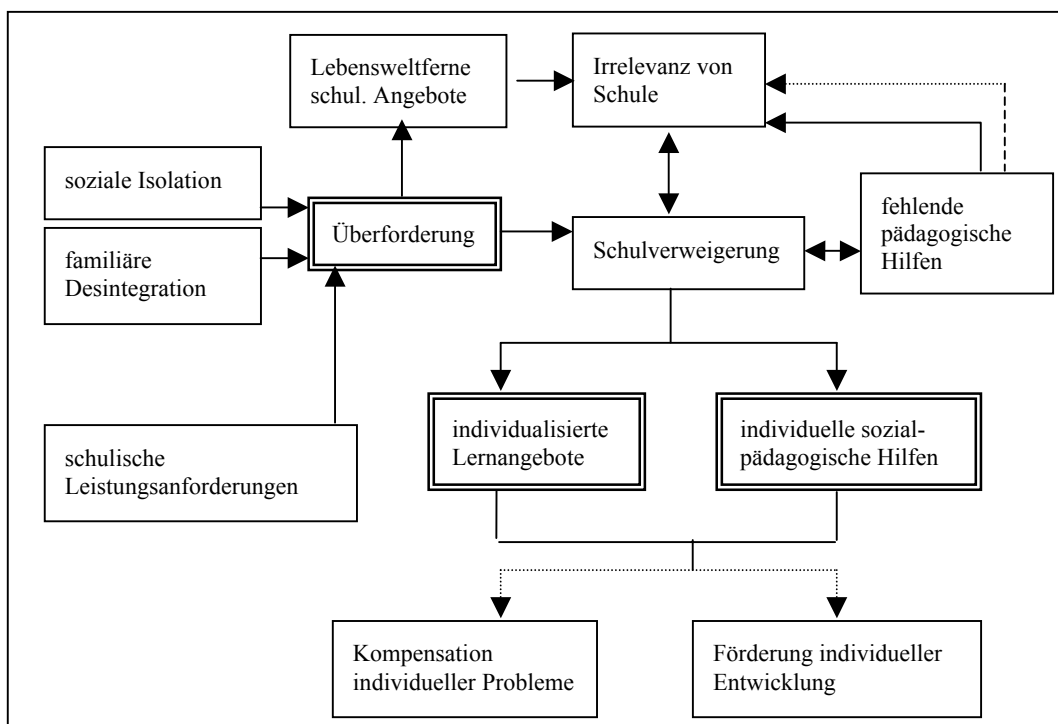 Lebensweltferne
schul. Angebote
Irrelevanz von
Schule
soziale Isolation
familiäre
Desintegration
Überforderung
Schulverweigerung
fehlende
pädagogische
Hilfen
schulische
Leistungsanforderungen
individualisierte
Lernangebote
individuelle sozial-
pädagogische Hilfen
Kompensation
individueller Probleme
Förderung individueller
Entwicklung